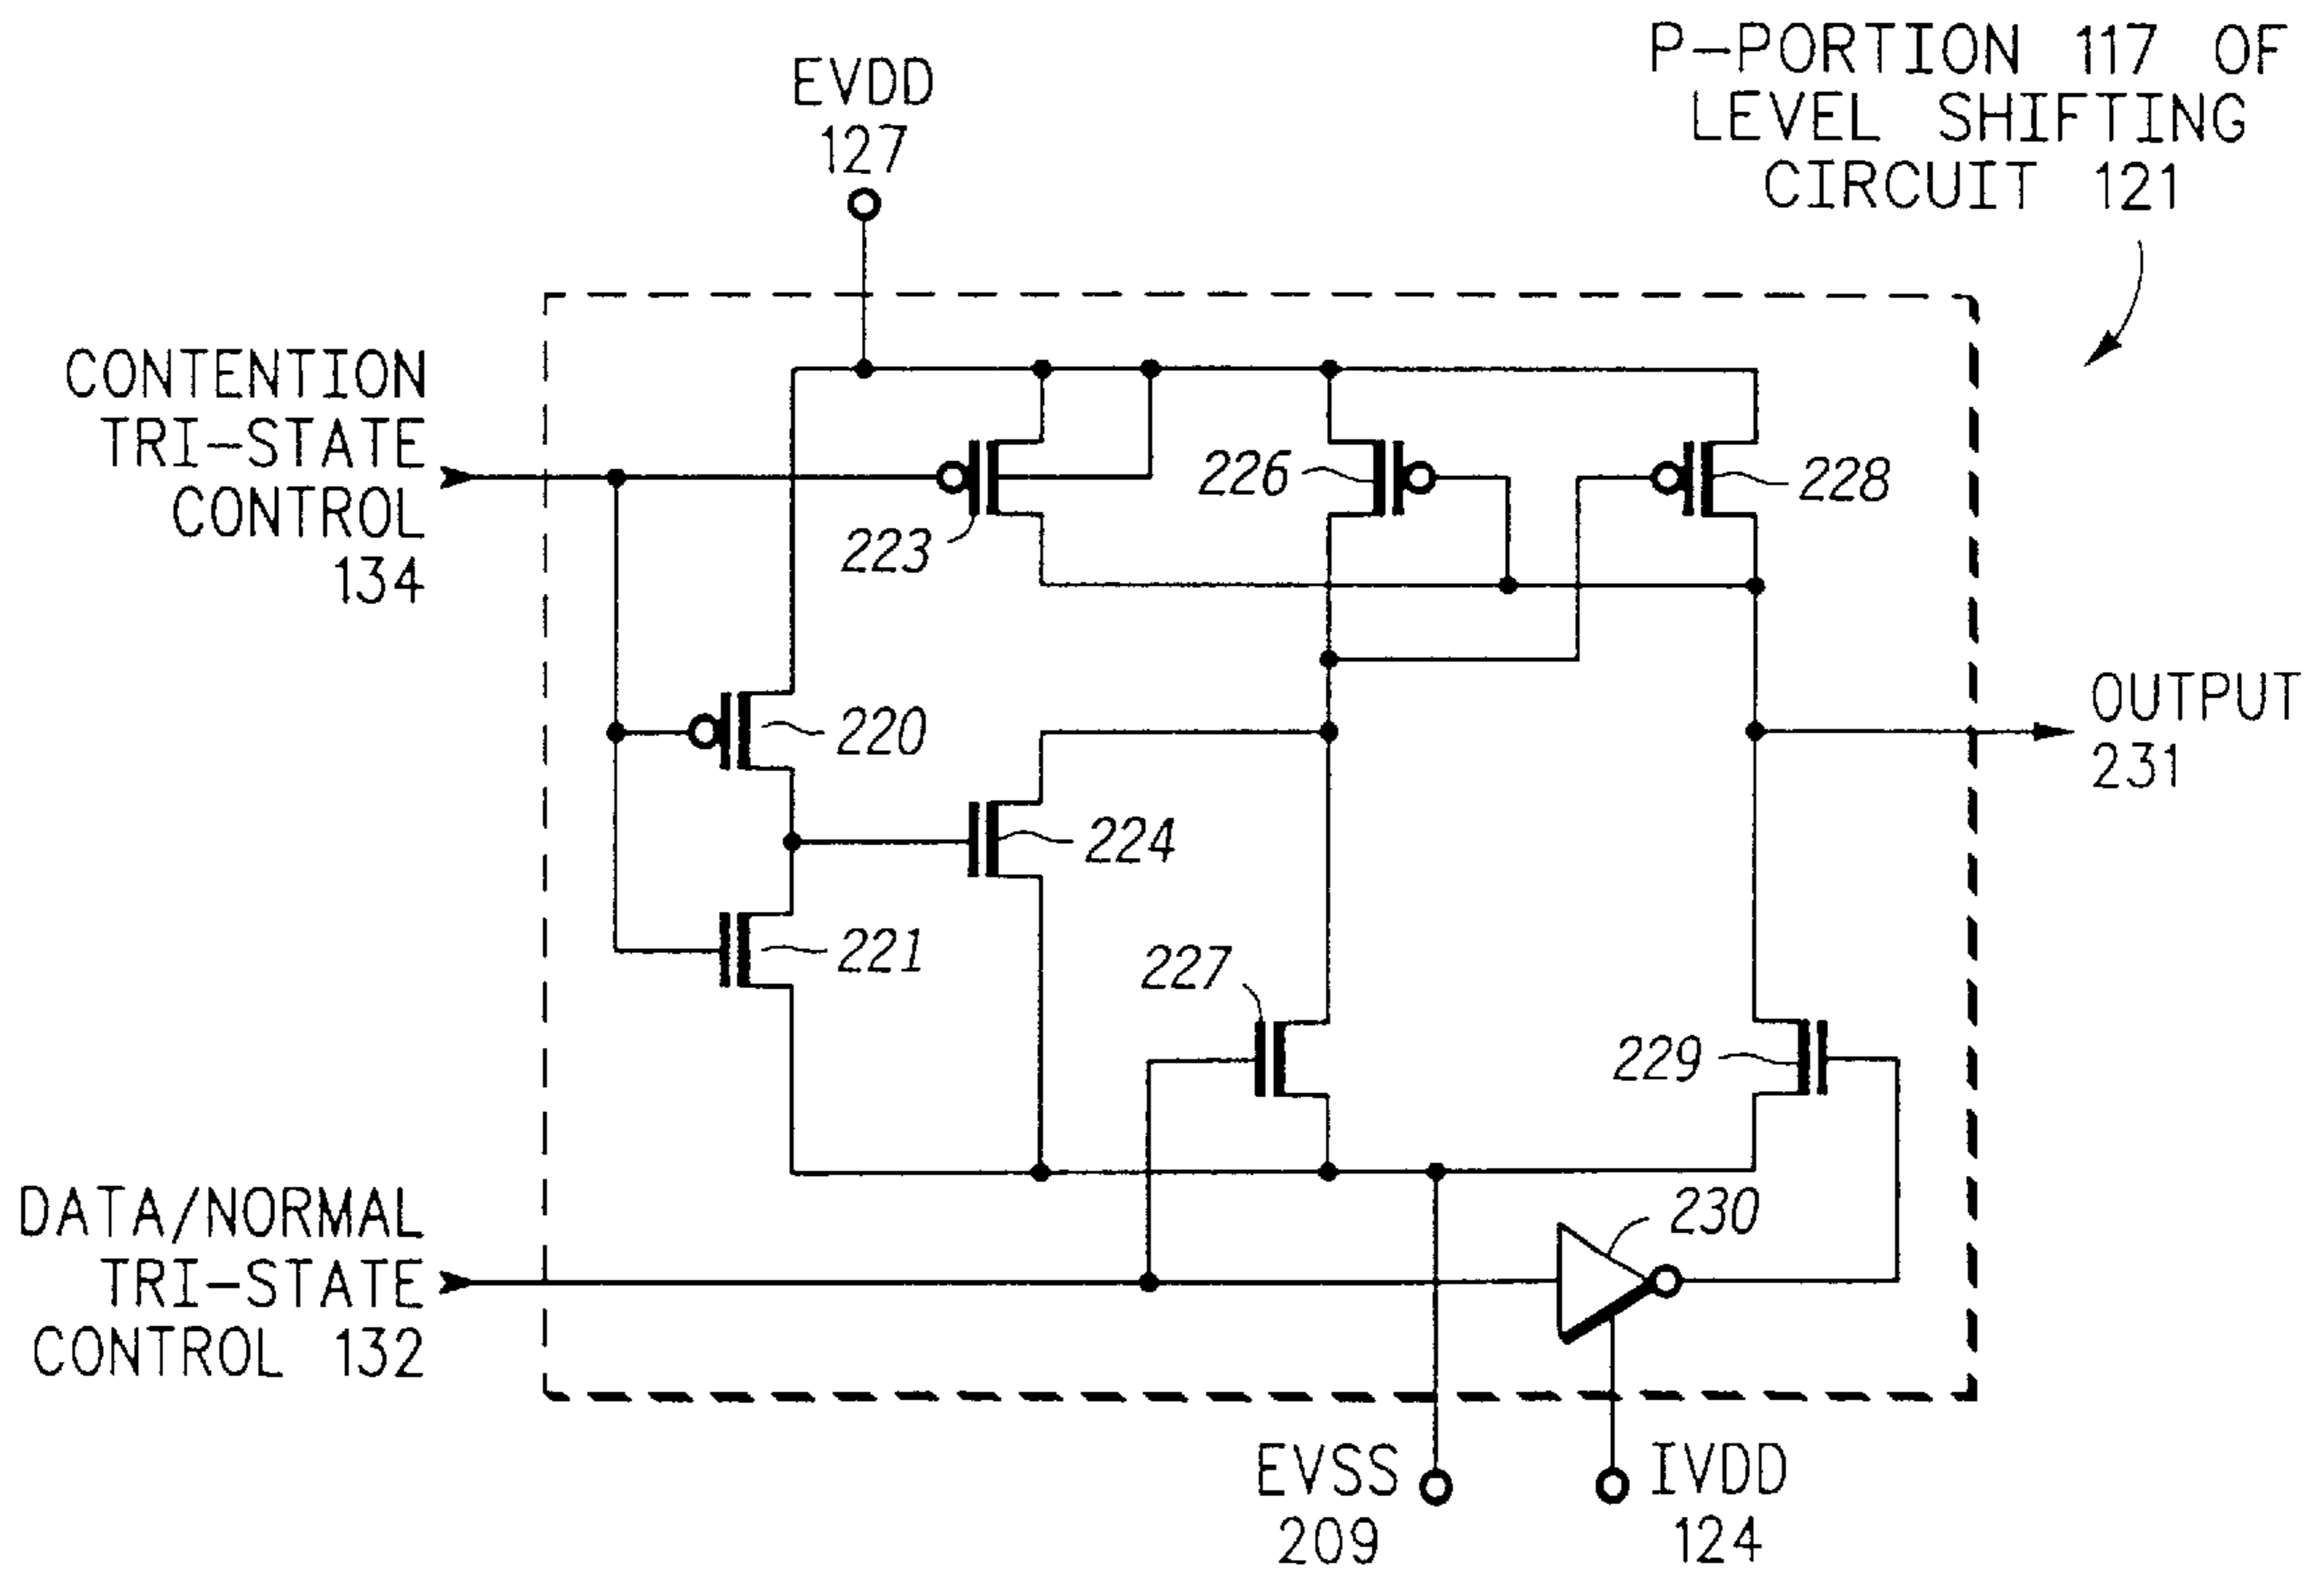 P-PORTION 117 OF
LEVEL SHIFTING
CIRCUIT 121
EVDD
127
CONTENTION
TRI-STATE
CONTROL
134
223
226
228
220
224
221
227
229
OUTPUT
231
DATA/NORMAL
TRI-STATE
CONTROL 132
230
EVSS
209
IVDD
124